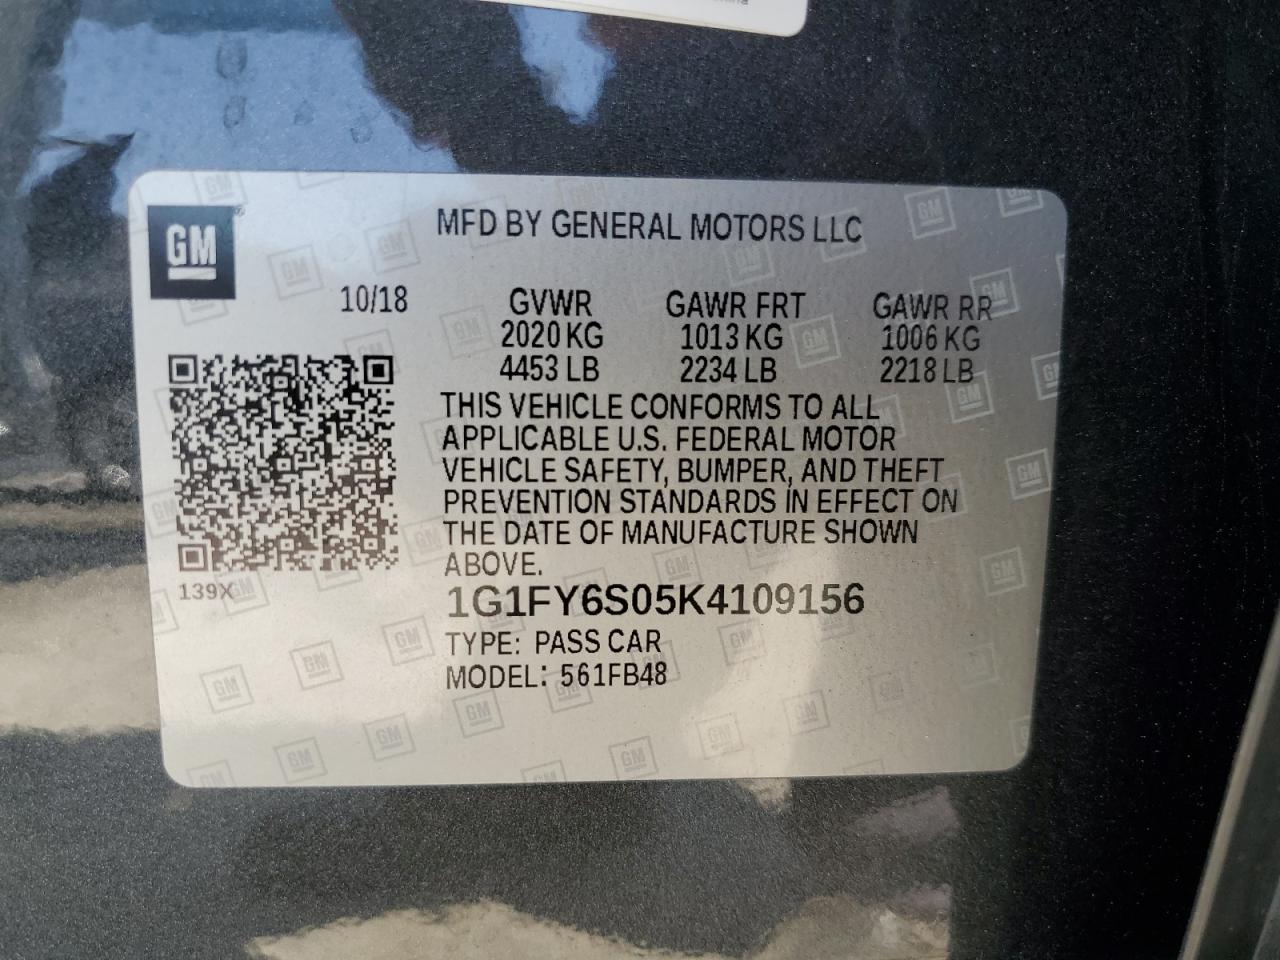 GM
MFD BY GENERAL MOTORS LLC
10/18
GVWR GAWR FRT GAWR RR
2020 KG 1013 KG 1006 KG
4453 LB 2234 LB 2218 LB
THIS VEHICLE CONFORMS TO ALL
APPLICABLE U.S. FEDERAL MOTOR
VEHICLE SAFETY, BUMPER, AND THEFT
PREVENTION STANDARDS IN EFFECT ON
THE DATE OF MANUFACTURE SHOWN
ABOVE.
139X
1G1FY6S05K4109156
TYPE: PASS CAR
MODEL: 561FB48